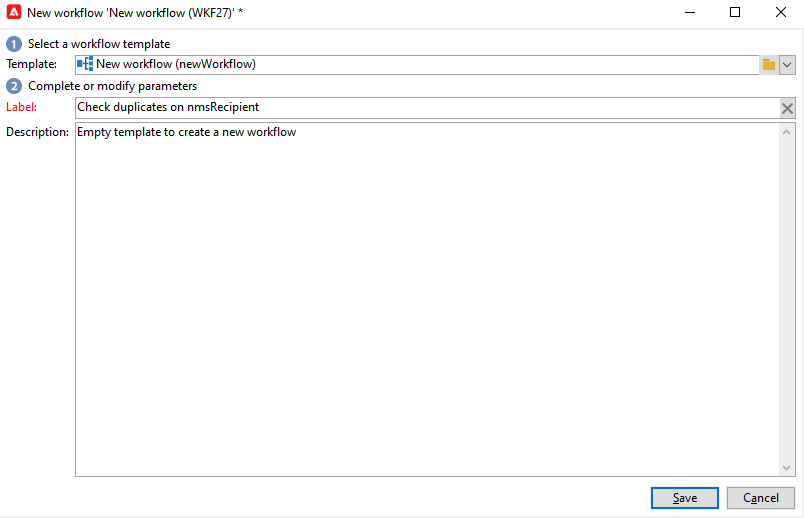 New workflow 'New workflow (WKF27)' *
1 Select a workflow template
Template: New workflow (newWorkflow)
2 Complete or modify parameters
Label: Check duplicates on nmsRecipient
Description: Empty template to create a new workflow
Save Cancel